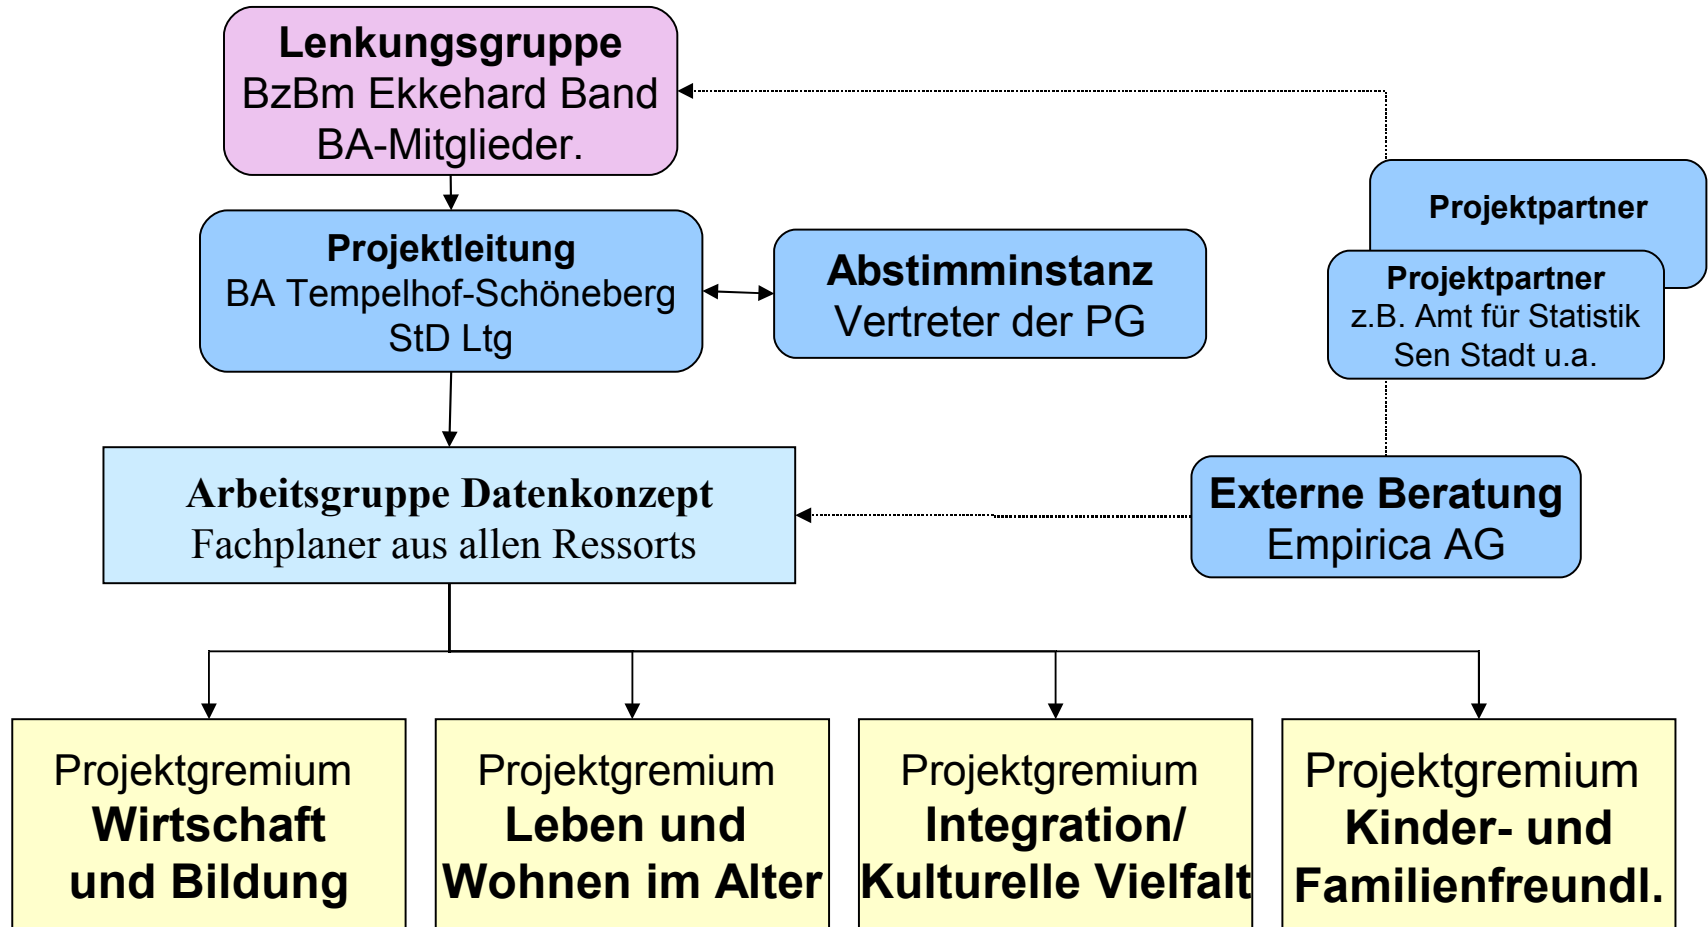 Lenkungsgruppe
BzBm Ekkehard Band
BA-Mitglieder.
Projektpartner
Projektleitung
BA Tempelhof-Schöneberg
StD Ltg
Abstimminstanz
Vertreter der PG
Projektpartner
z.B. Amt für Statistik
Sen Stadt u.a.
Arbeitsgruppe Datenkonzept
Fachplaner aus allen Ressorts
Externe Beratung
Empirica AG
Projektgremium
Wirtschaft
und Bildung
Projektgremium
Leben und
Wohnen im Alter
Projektgremium
Integration/
Kulturelle Vielfalt
Projektgremium
Kinder- und
Familienfreundl.